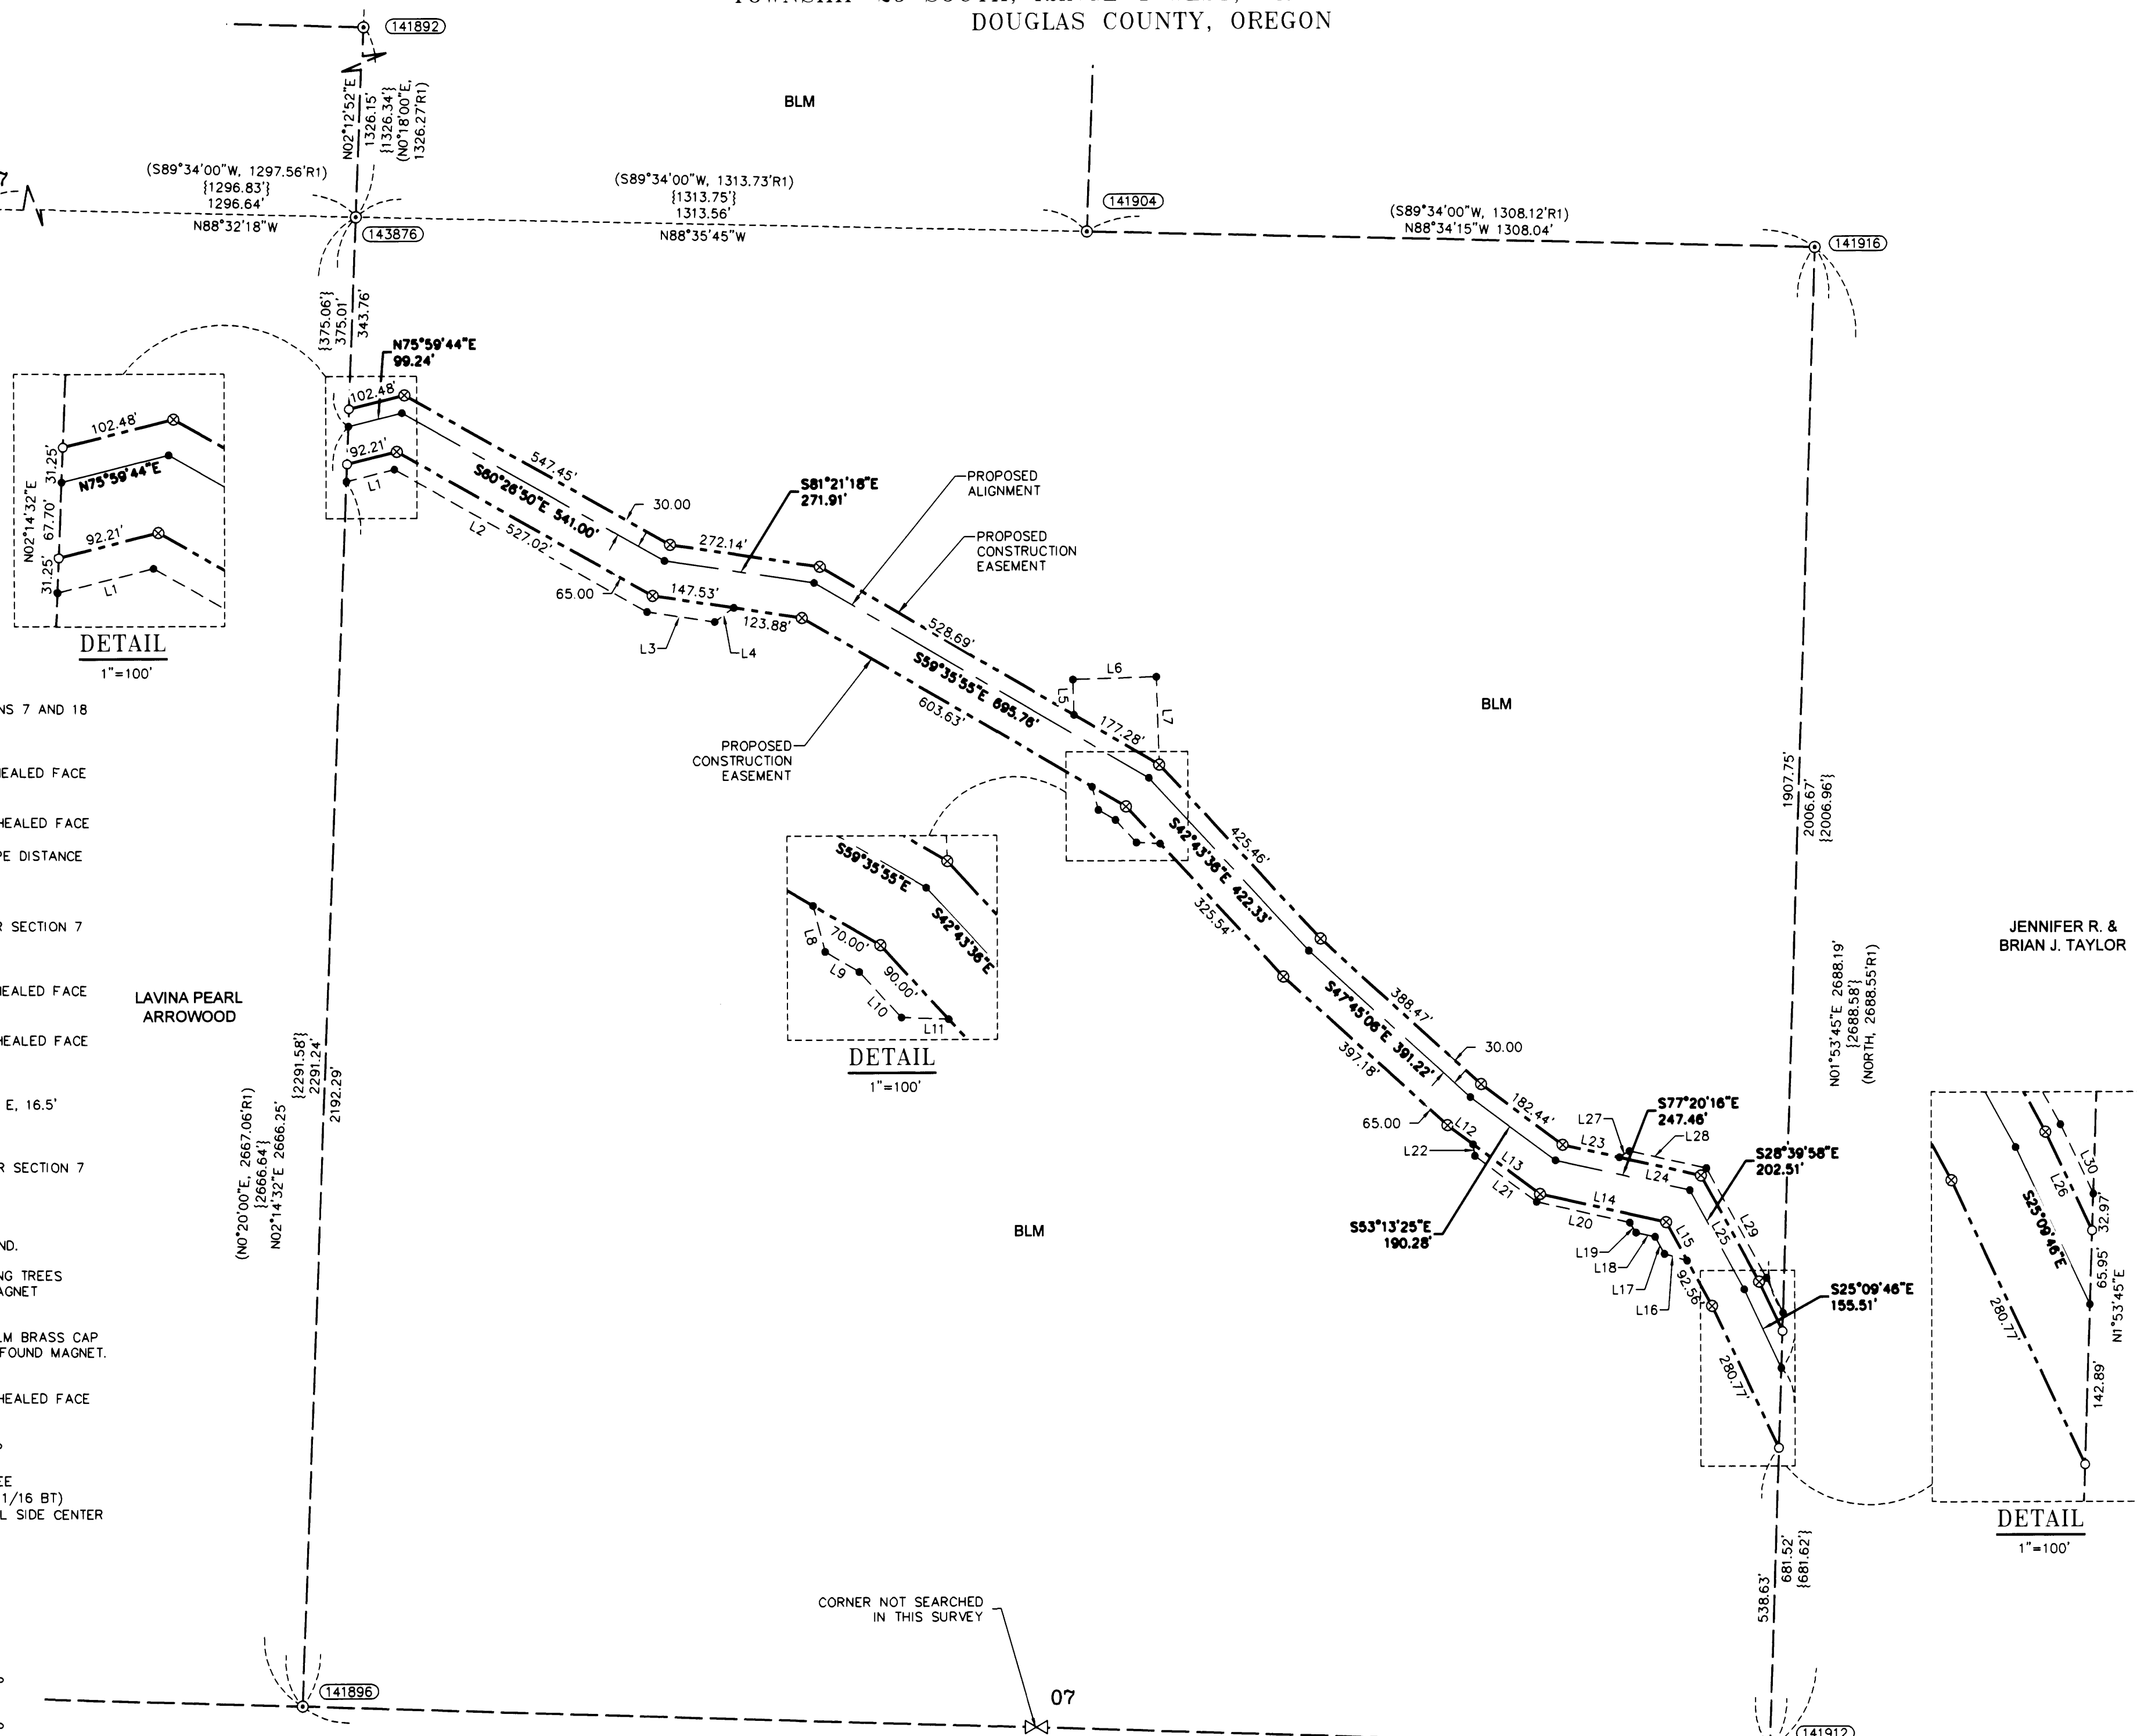 DOUGLAS COUNTY, OREGON
141892
N02°12'52"E
1326.15'
{1326.34'}
(N0°18'00"E,
1326.27'R1)
BLM
7
(S89°34'00"W, 1297.56'R1)
{1296.83'}
1296.64'
N88°32'18"W
143876
(S89°34'00"W, 1313.73'R1)
{1313.75'}
1313.56'
N88°35'45"W
141904
(S89°34'00"W, 1308.12'R1)
N88°34'15"W 1308.04'
141916
{375.06'}
375.01'
343.76'
N75°59'44"E
99.24'
102.48'
92.21'
L1
102.48'
31.25'
N75°59'44"E
N02°14'32"E
67.70'
92.21'
31.25'
L1
DETAIL
1"=100'
547.45'
S60°26'50"E 541.00'
L2
527.02'
30.00
65.00
S81°21'18"E
271.91'
272.14'
147.53'
123.88'
L3
L4
PROPOSED
ALIGNMENT
PROPOSED
CONSTRUCTION
EASEMENT
528.69'
S59°35'55"E 695.76'
603.63'
L6
L5
L7
177.28'
BLM
PROPOSED
CONSTRUCTION
EASEMENT
NS 7 AND 18
HEALED FACE
HEALED FACE
PE DISTANCE
R SECTION 7
HEALED FACE
HEALED FACE
E, 16.5'
R SECTION 7
ND.
NG TREES
AGNET
LM BRASS CAP
FOUND MAGNET.
HEALED FACE
EE
1/16 BT)
L SIDE CENTER
S59°35'55"E
S42°43'36"E
70.00'
90.00'
L8
L9
L10
L11
DETAIL
1"=100'
S42°43'36"E 422.33'
425.46'
325.54'
1907.75'
2006.67'
{2006.96'}
JENNIFER R. &
BRIAN J. TAYLOR
N01°53'45"E 2688.19'
{2688.58'}
(NORTH, 2688.55'R1)
LAVINA PEARL
ARROWOOD
{2291.58'}
2291.24'
2192.29'
(N0°20'00"E, 2667.06'R1)
{2666.64'}
N02°14'32"E 2666.25'
388.47'
S47°45'06"E 391.22'
397.18'
30.00
65.00
182.44'
L12
L22
L13
L21
L27
L23
L28
S77°20'16"E
247.46'
L24
S28°39'58"E
202.51'
L14
L20
L15
L25
L29
L19
L18
L17
L16
92.56'
S53°13'25"E
190.28'
BLM
S25°09'46"E
155.51'
280.77'
L30
L26
S25°09'46"E
32.97'
65.95'
N1°53'45"E
280.77'
142.89'
DETAIL
1"=100'
681.52'
{681.62'}
538.63'
CORNER NOT SEARCHED
IN THIS SURVEY
141896
07
141912